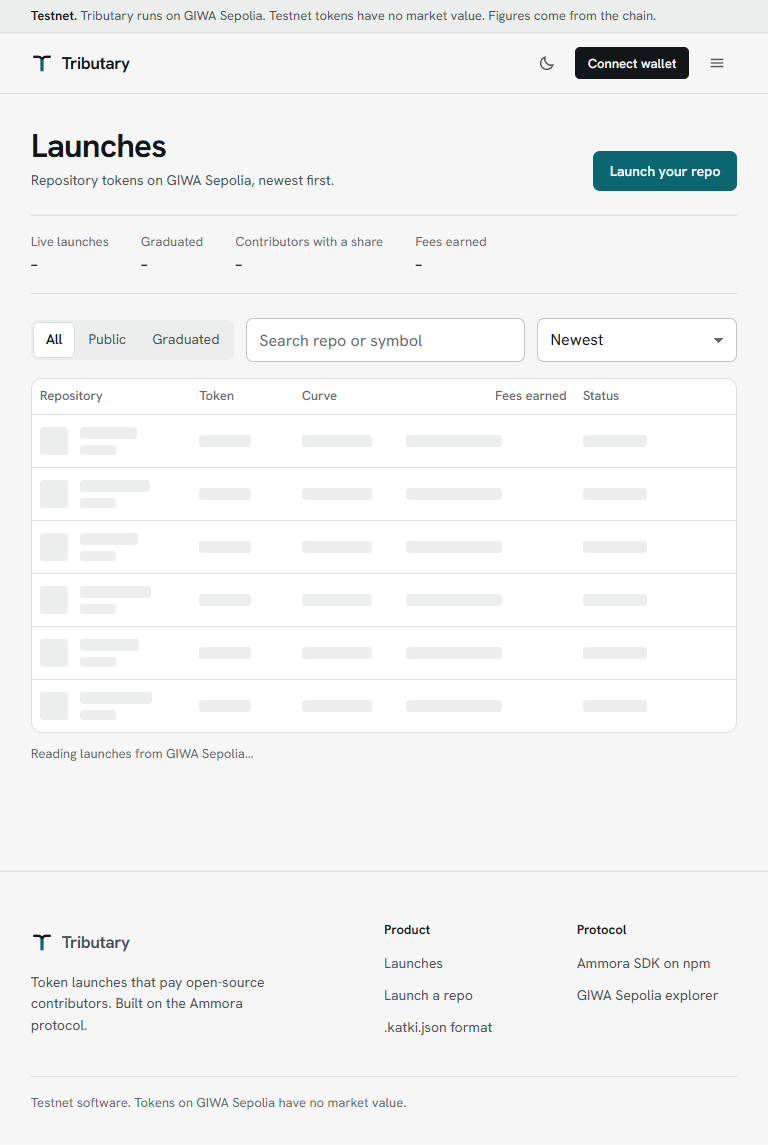 Testnet. Tributary runs on GIWA Sepolia. Testnet tokens have no market value. Figures come from the chain.
Tributary
Connect wallet
Launches
Repository tokens on GIWA Sepolia, newest first.
Launch your repo
Live launches Graduated Contributors with a share Fees earned
– – – –
All Public Graduated Search repo or symbol Newest
Repository Token Curve Fees earned Status
Reading launches from GIWA Sepolia…
Tributary
Token launches that pay open-source
contributors. Built on the Ammora
protocol.
Product
Launches
Launch a repo
.katki.json format
Protocol
Ammora SDK on npm
GIWA Sepolia explorer
Testnet software. Tokens on GIWA Sepolia have no market value.